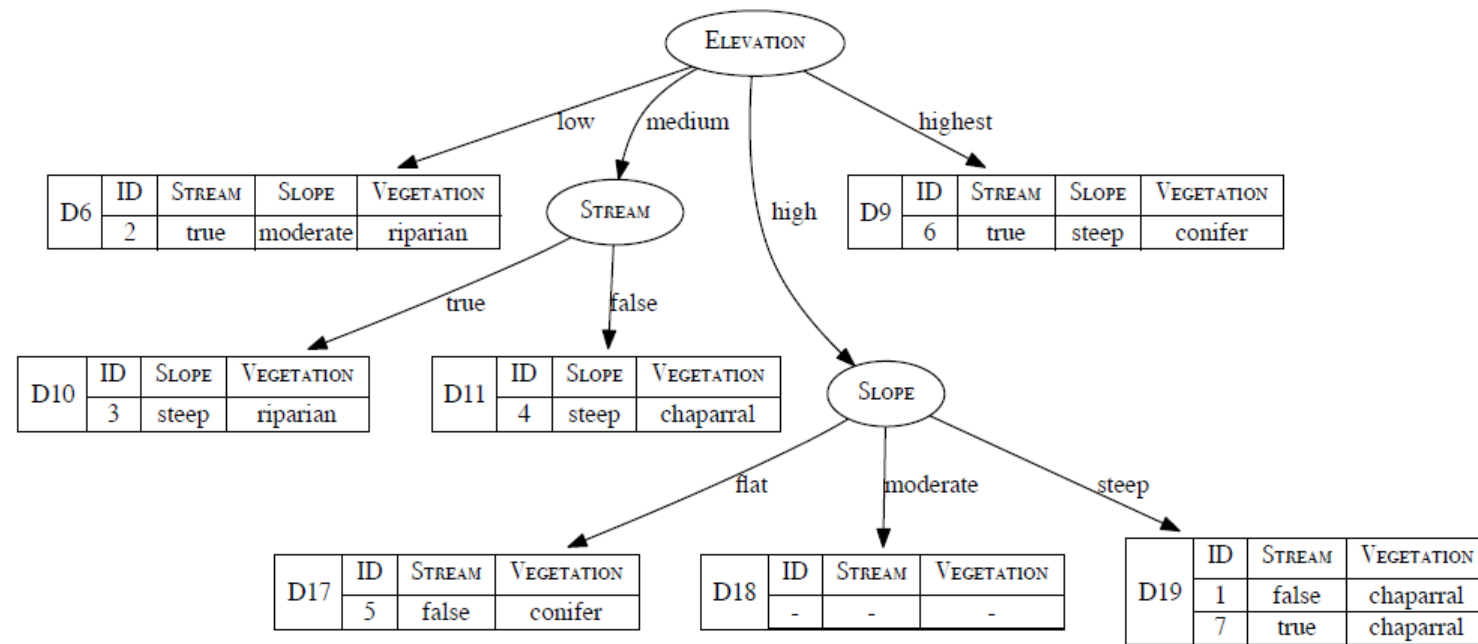 ELEVATION
low
medium
highest
D6 ID STREAM SLOPE VEGETATION
2 true moderate riparian
STREAM
high
D9 ID STREAM SLOPE VEGETATION
6 true steep conifer
true
false
D10 ID SLOPE VEGETATION
3 steep riparian
D11 ID SLOPE VEGETATION
4 steep chaparral
SLOPE
flat
moderate
steep
D17 ID STREAM VEGETATION
5 false conifer
D18 ID STREAM VEGETATION
- - -
D19 ID STREAM VEGETATION
1 false chaparral
7 true chaparral